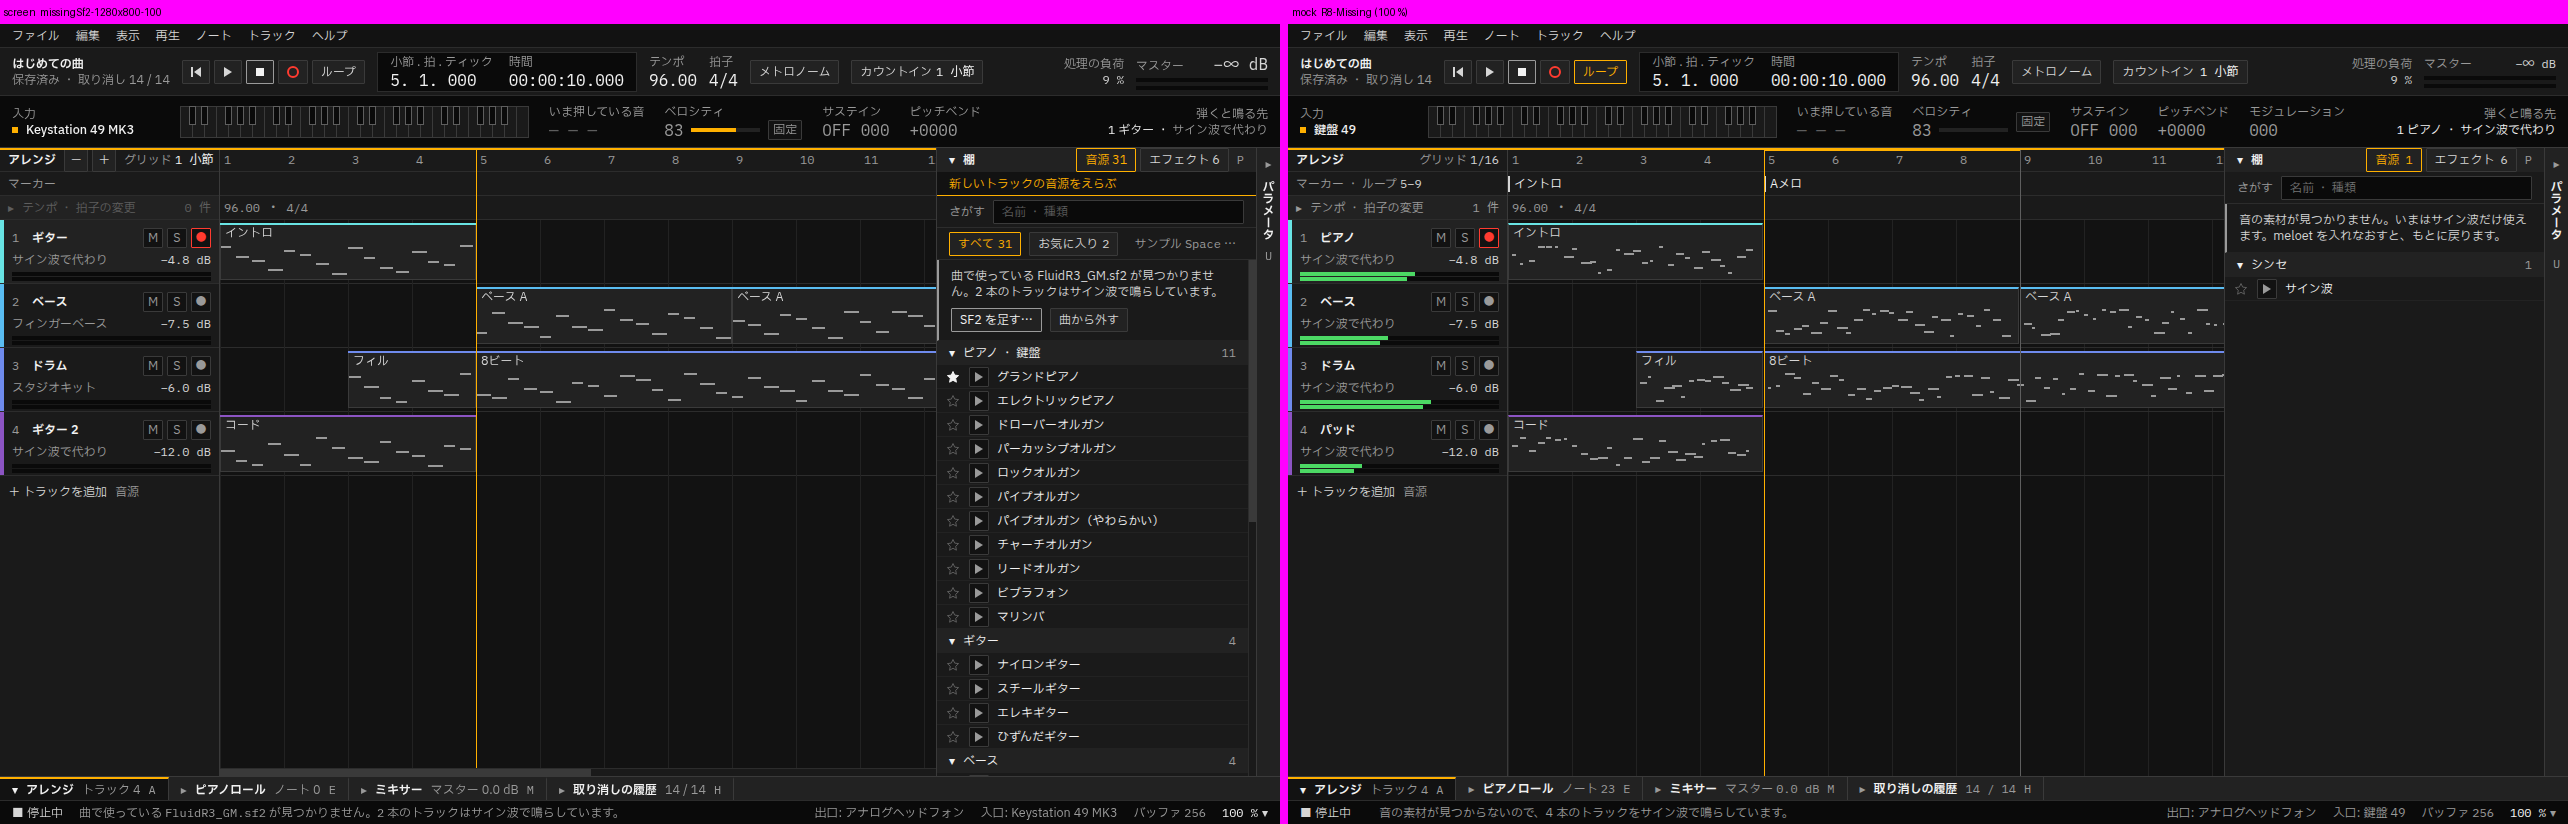 screen_missingSf2-1280x800-100
ファイル 編集 表示 再生 ノート トラック ヘルプ
はじめての曲
保存済み ・ 取り消し 14 / 14
ループ
小節 . 拍 . ティック 時間
5. 1. 000 00:00:10.000
テンポ 拍子
96.00 4/4
メトロノーム
カウントイン 1 小節
処理の負荷 マスター −∞ dB
9 %
入力
Keystation 49 MK3
いま押している音 ベロシティ サステイン ピッチベンド
— — — 83 固定 OFF 000 +0000
弾くと鳴る先
1 ギター ・ サイン波で代わり
アレンジ − + グリッド 1 小節
1 2 3 4 5 6 7 8 9 10 11 1
マーカー
▸ テンポ ・ 拍子の変更 0 件
96.00 ・ 4/4
1 ギター M S
サイン波で代わり −4.8 dB
イントロ
2 ベース M S
フィンガーベース −7.5 dB
ベース A ベース A
3 ドラム M S
スタジオキット −6.0 dB
フィル 8ビート
4 ギター 2 M S
サイン波で代わり −12.0 dB
コード
+ トラックを追加 音源
▾ 棚 音源 31 エフェクト 6 P
新しいトラックの音源をえらぶ
さがす 名前 ・ 種類
すべて 31 お気に入り 2 サンプル Space …
曲で使っている FluidR3_GM.sf2 が見つかりませ
ん。2 本のトラックはサイン波で鳴らしています。
SF2 を足す… 曲から外す
▾ ピアノ ・ 鍵盤 11
グランドピアノ
エレクトリックピアノ
ドローバーオルガン
パーカッシブオルガン
ロックオルガン
パイプオルガン
パイプオルガン（やわらかい）
チャーチオルガン
リードオルガン
ビブラフォン
マリンバ
▾ ギター 4
ナイロンギター
スチールギター
エレキギター
ひずんだギター
▾ ベース 4
▸ パラメータ U
▾ アレンジ トラック 4 A ▸ ピアノロール ノート 0 E ▸ ミキサー マスター 0.0 dB M ▸ 取り消しの履歴 14 / 14 H
■ 停止中 曲で使っている FluidR3_GM.sf2 が見つかりません。2 本のトラックはサイン波で鳴らしています。
出口: アナログヘッドフォン 入口: Keystation 49 MK3 バッファ 256 100 % ▾
mock_R8-Missing (100 %)
ファイル 編集 表示 再生 ノート トラック ヘルプ
はじめての曲
保存済み ・ 取り消し 14
ループ
小節 . 拍 . ティック 時間
5. 1. 000 00:00:10.000
テンポ 拍子
96.00 4/4
メトロノーム
カウントイン 1 小節
処理の負荷 マスター −∞ dB
9 %
入力
鍵盤 49
いま押している音 ベロシティ サステイン ピッチベンド モジュレーション
— — — 83 固定 OFF 000 +0000 000
弾くと鳴る先
1 ピアノ ・ サイン波で代わり
アレンジ グリッド 1/16
1 2 3 4 5 6 7 8 9 10 11 1
マーカー ・ ループ 5–9
イントロ Aメロ
▸ テンポ ・ 拍子の変更 1 件
96.00 ・ 4/4
1 ピアノ M S
サイン波で代わり −4.8 dB
イントロ
2 ベース M S
サイン波で代わり −7.5 dB
ベース A ベース A
3 ドラム M S
サイン波で代わり −6.0 dB
フィル 8ビート
4 パッド M S
サイン波で代わり −12.0 dB
コード
+ トラックを追加 音源
▾ 棚 音源 1 エフェクト 6 P
さがす 名前 ・ 種類
音の素材が見つかりません。いまはサイン波だけ使え
ます。meloet を入れなおすと、もとに戻ります。
▾ シンセ 1
サイン波
▸ パラメータ U
▾ アレンジ トラック 4 A ▸ ピアノロール ノート 23 E ▸ ミキサー マスター 0.0 dB M ▸ 取り消しの履歴 14 / 14 H
■ 停止中 音の素材が見つからないので、4 本のトラックをサイン波で鳴らしています。
出口: アナログヘッドフォン 入口: 鍵盤 49 バッファ 256 100 % ▾